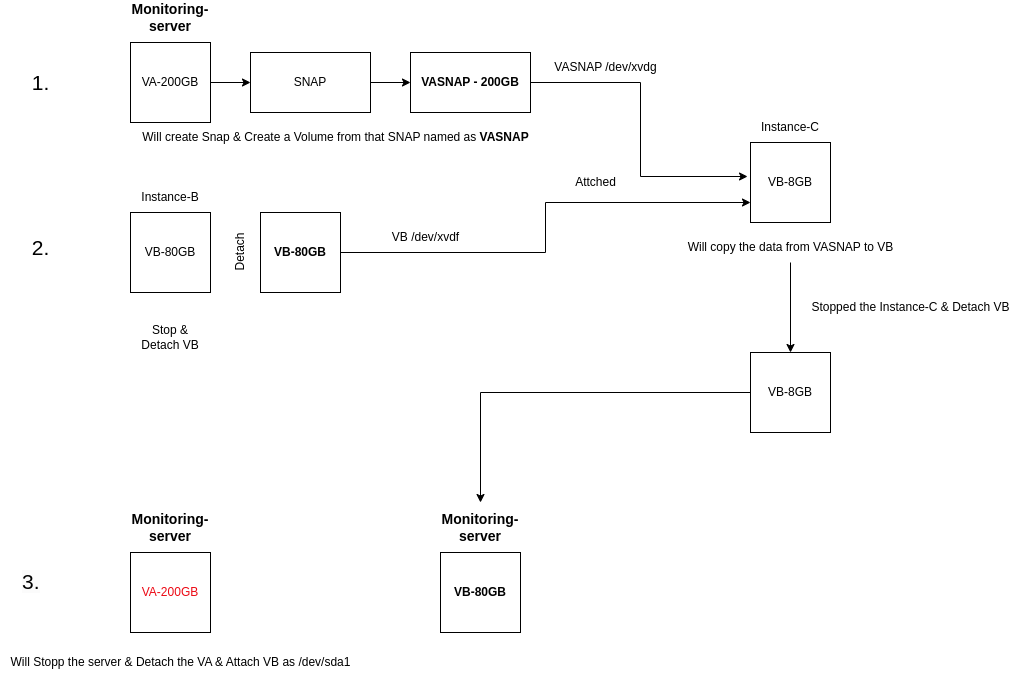 Monitoring-
server
1.
VA-200GB
SNAP
VASNAP - 200GB
VASNAP /dev/xvdg
Will create Snap & Create a Volume from that SNAP named as VASNAP
Instance-C
VB-8GB
Attched
Instance-B
2.
VB-80GB
Detach
VB-80GB
VB /dev/xvdf
Will copy the data from VASNAP to VB
Stopped the Instance-C & Detach VB
Stop &
Detach VB
VB-8GB
Monitoring-
server
Monitoring-
server
3.
VA-200GB
VB-80GB
Will Stopp the server & Detach the VA & Attach VB as /dev/sda1